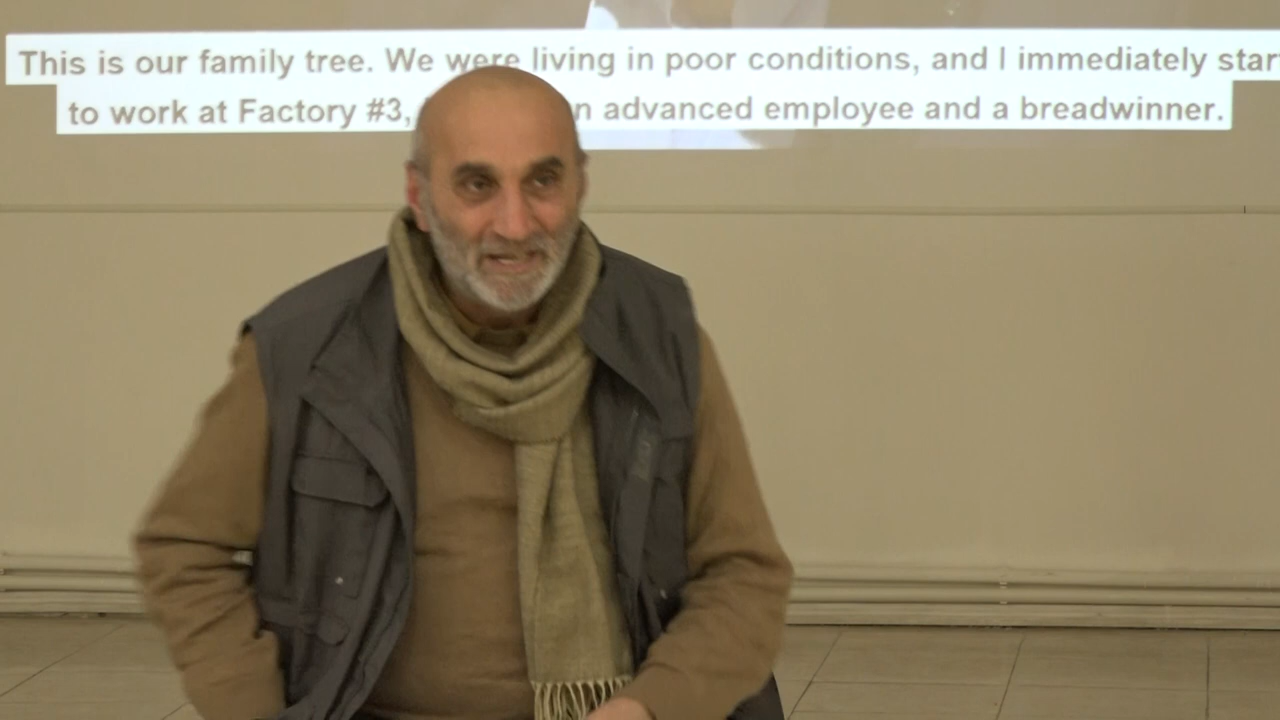 This is our family tree. We were living in poor conditions, and I immediately
to work at Factory #3, advanced employee and a breadwinner.